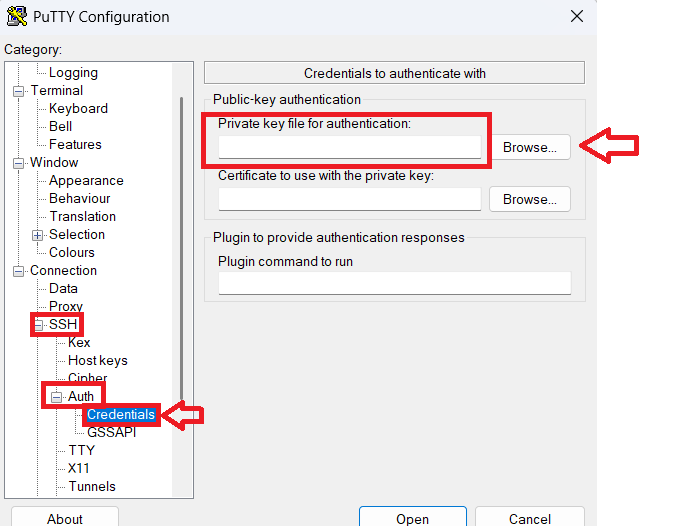 PuTTY Configuration
Category:
Logging
Terminal
Keyboard
Bell
Features
Window
Appearance
Behaviour
Translation
Selection
Colours
Connection
Data
Proxy
SSH
Kex
Host keys
Cipher
Auth
Credentials
GSSAPI
TTY
X11
Tunnels
Credentials to authenticate with
Public-key authentication
Private key file for authentication:
Browse...
Certificate to use with the private key:
Browse...
Plugin to provide authentication responses
Plugin command to run
About
Open
Cancel